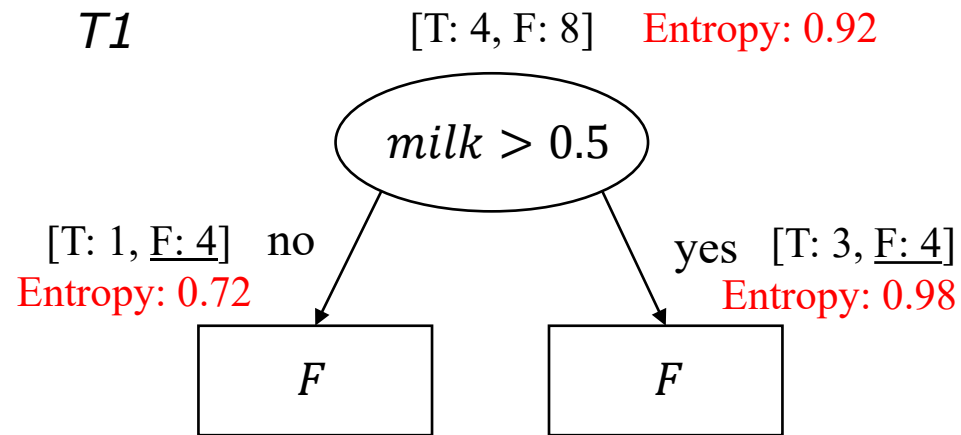 T1
[T: 4, F: 8] Entropy: 0.92
milk > 0.5
[T: 1, F: 4] no
Entropy: 0.72
yes [T: 3, F: 4]
Entropy: 0.98
F
F